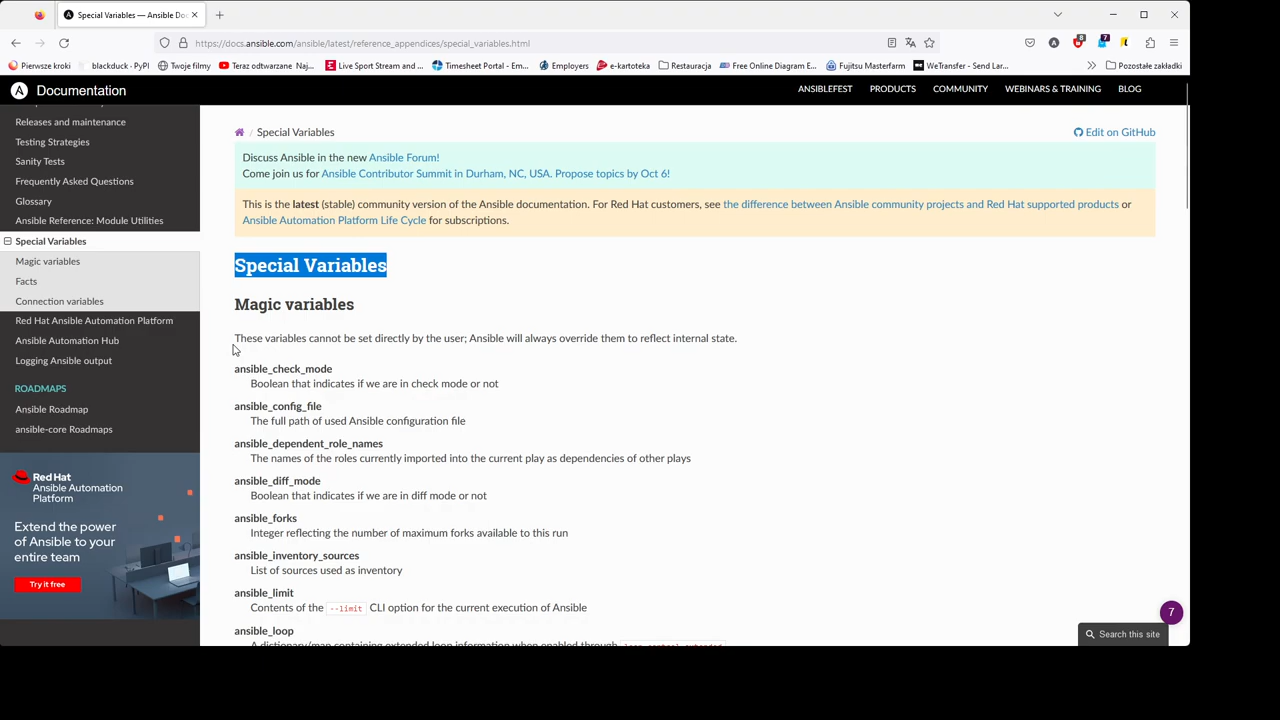 Special Variables — Ansible Doc
https://docs.ansible.com/ansible/latest/reference_appendices/special_variables.html
8
7
Pierwsze kroki
blackduck · PyPI
Twoje filmy
Teraz odtwarzane Naj...
Live Sport Stream and ...
Timesheet Portal - Em...
Employers
e-kartoteka
Restauracja
Free Online Diagram E...
Fujitsu Masterfarm
WeTransfer - Send Lar...
Pozostałe zakładki
Documentation
ANSIBLEFEST
PRODUCTS
COMMUNITY
WEBINARS & TRAINING
BLOG
Releases and maintenance
Testing Strategies
Sanity Tests
Frequently Asked Questions
Glossary
Ansible Reference: Module Utilities
Special Variables
Magic variables
Facts
Connection variables
Red Hat Ansible Automation Platform
Ansible Automation Hub
Logging Ansible output
ROADMAPS
Ansible Roadmap
ansible-core Roadmaps
Red Hat
Ansible Automation
Platform
Extend the power
of Ansible to your
entire team
Try it free
/ Special Variables
Edit on GitHub
Discuss Ansible in the new Ansible Forum!
Come join us for Ansible Contributor Summit in Durham, NC, USA. Propose topics by Oct 6!
This is the latest (stable) community version of the Ansible documentation. For Red Hat customers, see the difference between Ansible community projects and Red Hat supported products or
Ansible Automation Platform Life Cycle for subscriptions.
Special Variables
Magic variables
These variables cannot be set directly by the user; Ansible will always override them to reflect internal state.
ansible_check_mode
Boolean that indicates if we are in check mode or not
ansible_config_file
The full path of used Ansible configuration file
ansible_dependent_role_names
The names of the roles currently imported into the current play as dependencies of other plays
ansible_diff_mode
Boolean that indicates if we are in diff mode or not
ansible_forks
Integer reflecting the number of maximum forks available to this run
ansible_inventory_sources
List of sources used as inventory
ansible_limit
Contents of the --limit CLI option for the current execution of Ansible
ansible_loop
A dictionary/map containing extended loop information when enabled through loop_control.extended
7
Search this site